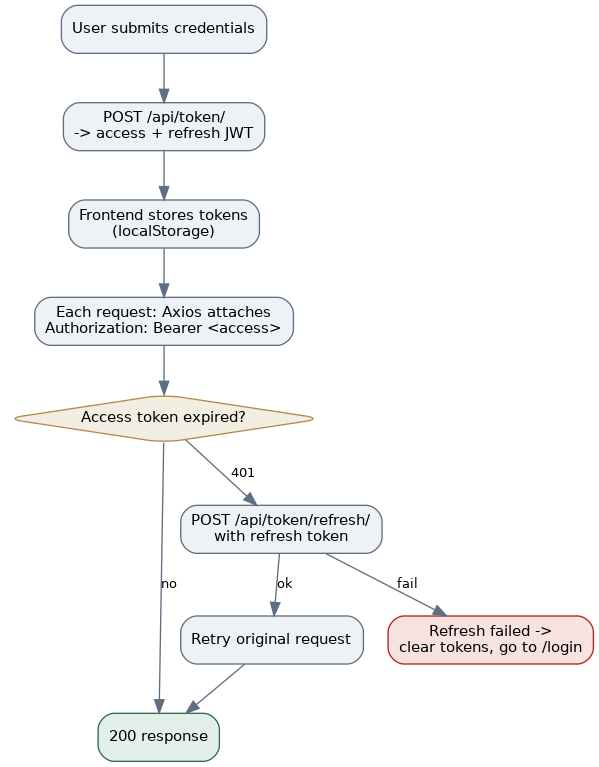 User submits credentials
POST /api/token/
-> access + refresh JWT
Frontend stores tokens
(localStorage)
Each request: Axios attaches
Authorization: Bearer <access>
Access token expired?
401
POST /api/token/refresh/
with refresh token
no
ok
fail
Retry original request
Refresh failed ->
clear tokens, go to /login
200 response